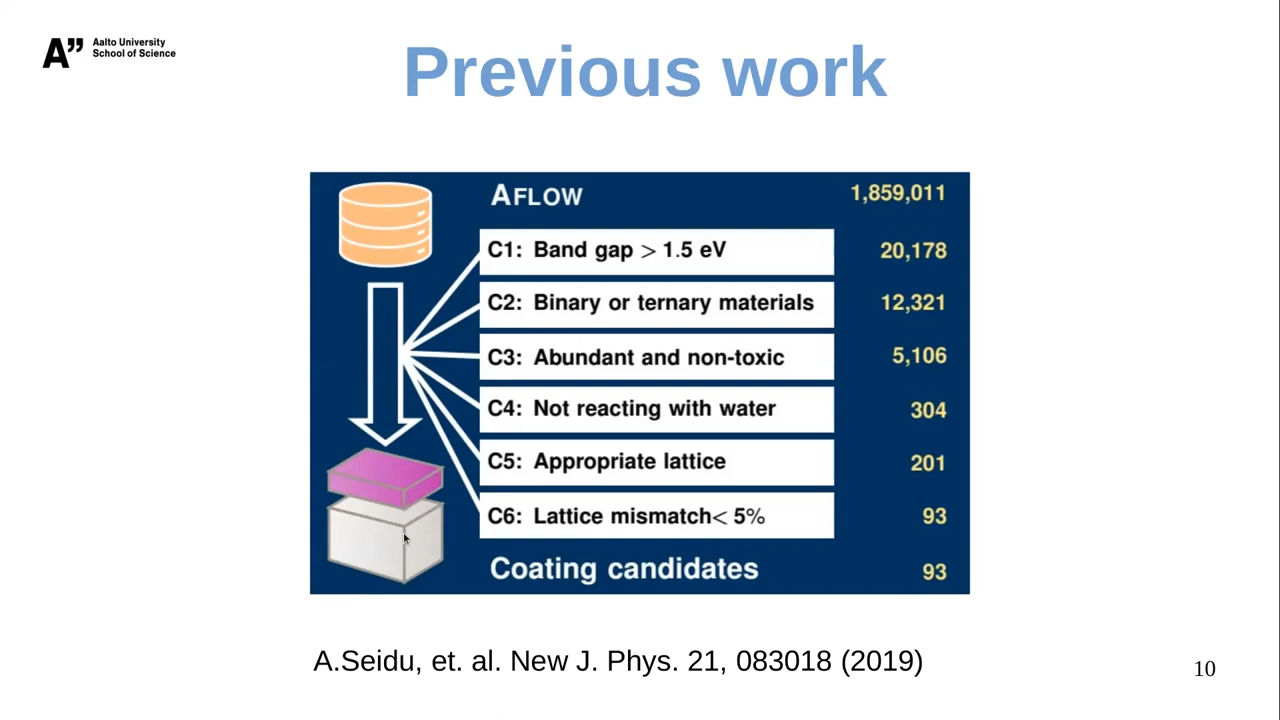 Aalto University
School of Science
Previous work
AFLOW 1,859,011
C1: Band gap > 1.5 eV 20,178
C2: Binary or ternary materials 12,321
C3: Abundant and non-toxic 5,106
C4: Not reacting with water 304
C5: Appropriate lattice 201
C6: Lattice mismatch< 5% 93
Coating candidates 93
A.Seidu, et. al. New J. Phys. 21, 083018 (2019)
10